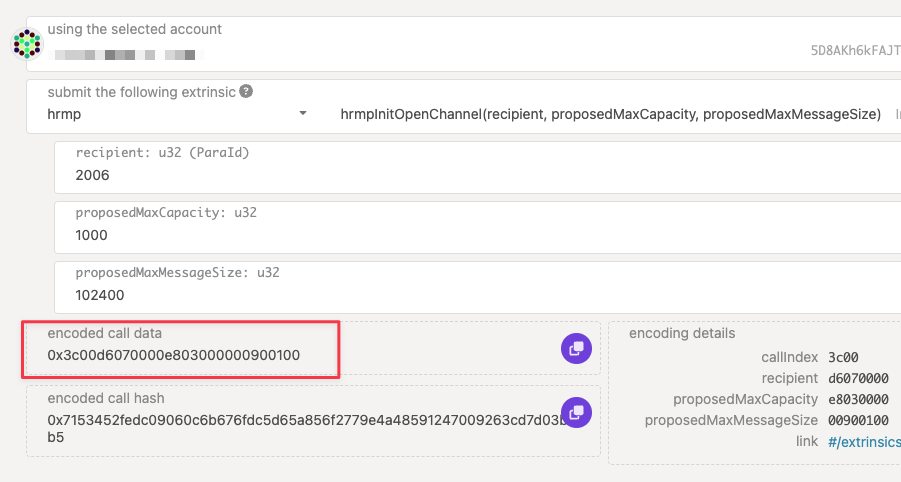 using the selected account
5D8AKh6kFAJT
submit the following extrinsic ?
hrmp
hrmpInitOpenChannel(recipient, proposedMaxCapacity, proposedMaxMessageSize)
recipient: u32 (ParaId)
2006
proposedMaxCapacity: u32
1000
proposedMaxMessageSize: u32
102400
encoded call data
0x3c00d6070000e803000000900100
encoded call hash
0x7153452fedc09060c6b676fdc5d65a856f2779e4a48591247009263cd7d03b
b5
encoding details
callIndex 3c00
recipient d6070000
proposedMaxCapacity e8030000
proposedMaxMessageSize 00900100
link #/extrinsics